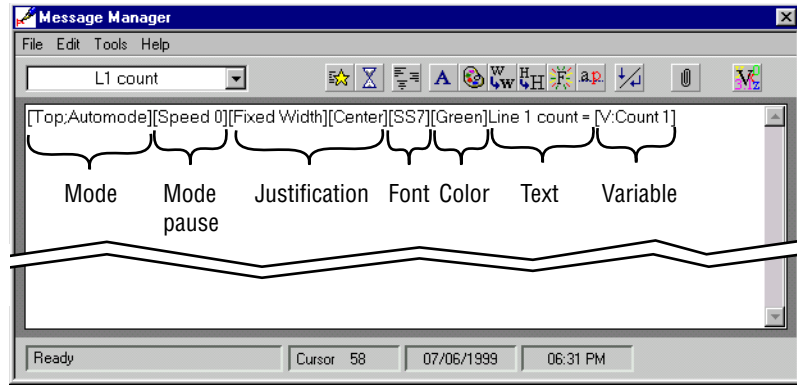 Message Manager
File Edit Tools Help
L1 count
[Top;Automode][Speed 0][Fixed Width][Center][SS7][Green]Line 1 count = [V:Count 1]
Mode Mode pause Justification Font Color Text Variable
Ready Cursor 58 07/06/1999 06:31 PM